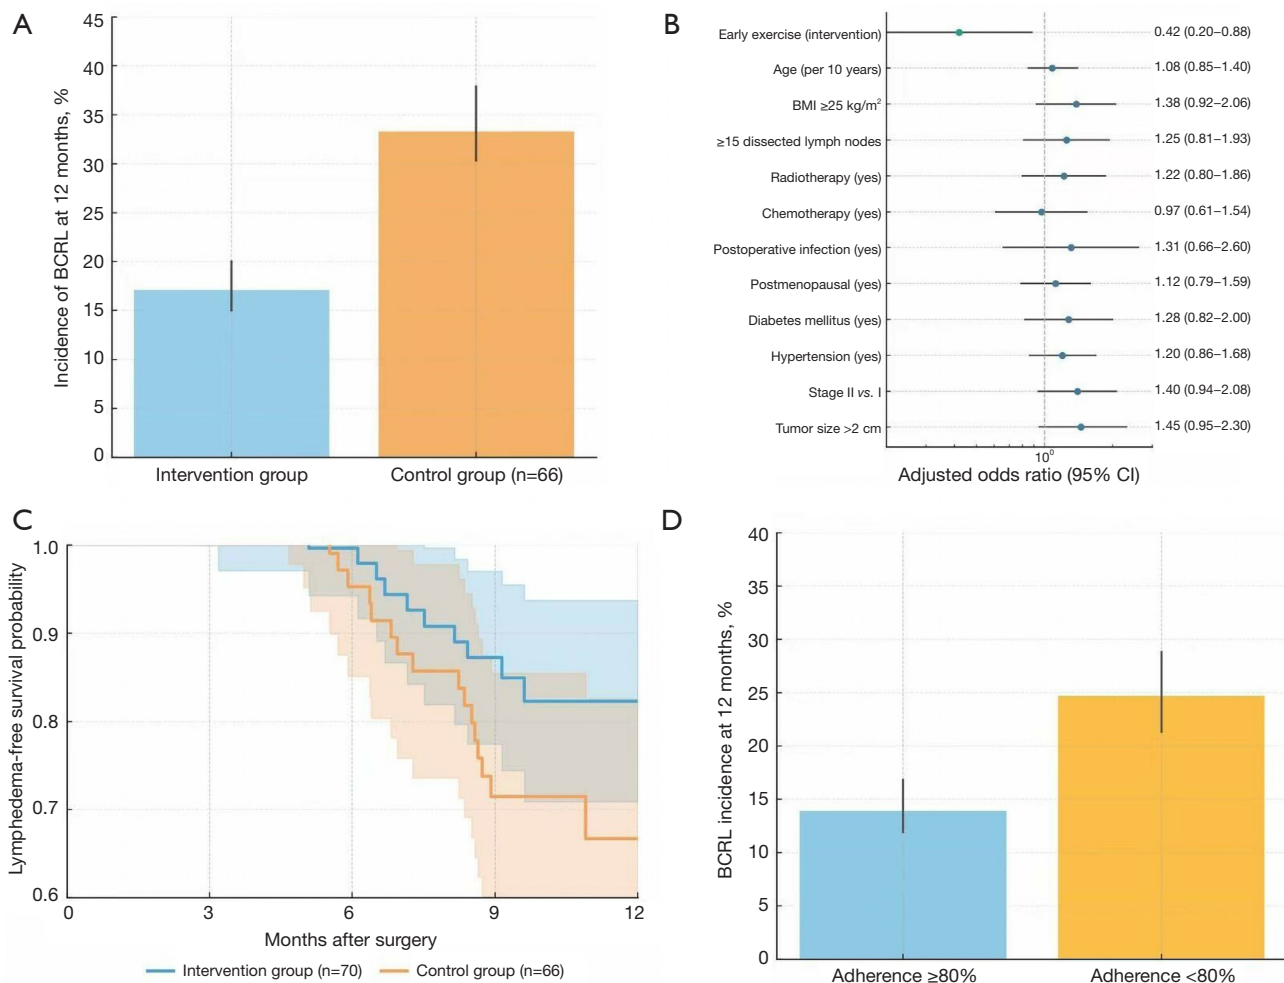 A
45
40
35
30
25
20
15
10
5
0
Incidence of BCRL at 12 months, %
Intervention group
Control group (n=66)
B
Early exercise (intervention)
0.42 (0.20–0.88)
Age (per 10 years)
1.08 (0.85–1.40)
BMI ≥25 kg/m²
1.38 (0.92–2.06)
≥15 dissected lymph nodes
1.25 (0.81–1.93)
Radiotherapy (yes)
1.22 (0.80–1.86)
Chemotherapy (yes)
0.97 (0.61–1.54)
Postoperative infection (yes)
1.31 (0.66–2.60)
Postmenopausal (yes)
1.12 (0.79–1.59)
Diabetes mellitus (yes)
1.28 (0.82–2.00)
Hypertension (yes)
1.20 (0.86–1.68)
Stage II vs. I
1.40 (0.94–2.08)
Tumor size >2 cm
1.45 (0.95–2.30)
10⁰
Adjusted odds ratio (95% CI)
C
1.0
0.9
0.8
0.7
0.6
Lymphedema-free survival probability
0
3
6
9
12
Months after surgery
Intervention group (n=70)
Control group (n=66)
D
40
35
30
25
20
15
10
5
0
BCRL incidence at 12 months, %
Adherence ≥80%
Adherence <80%